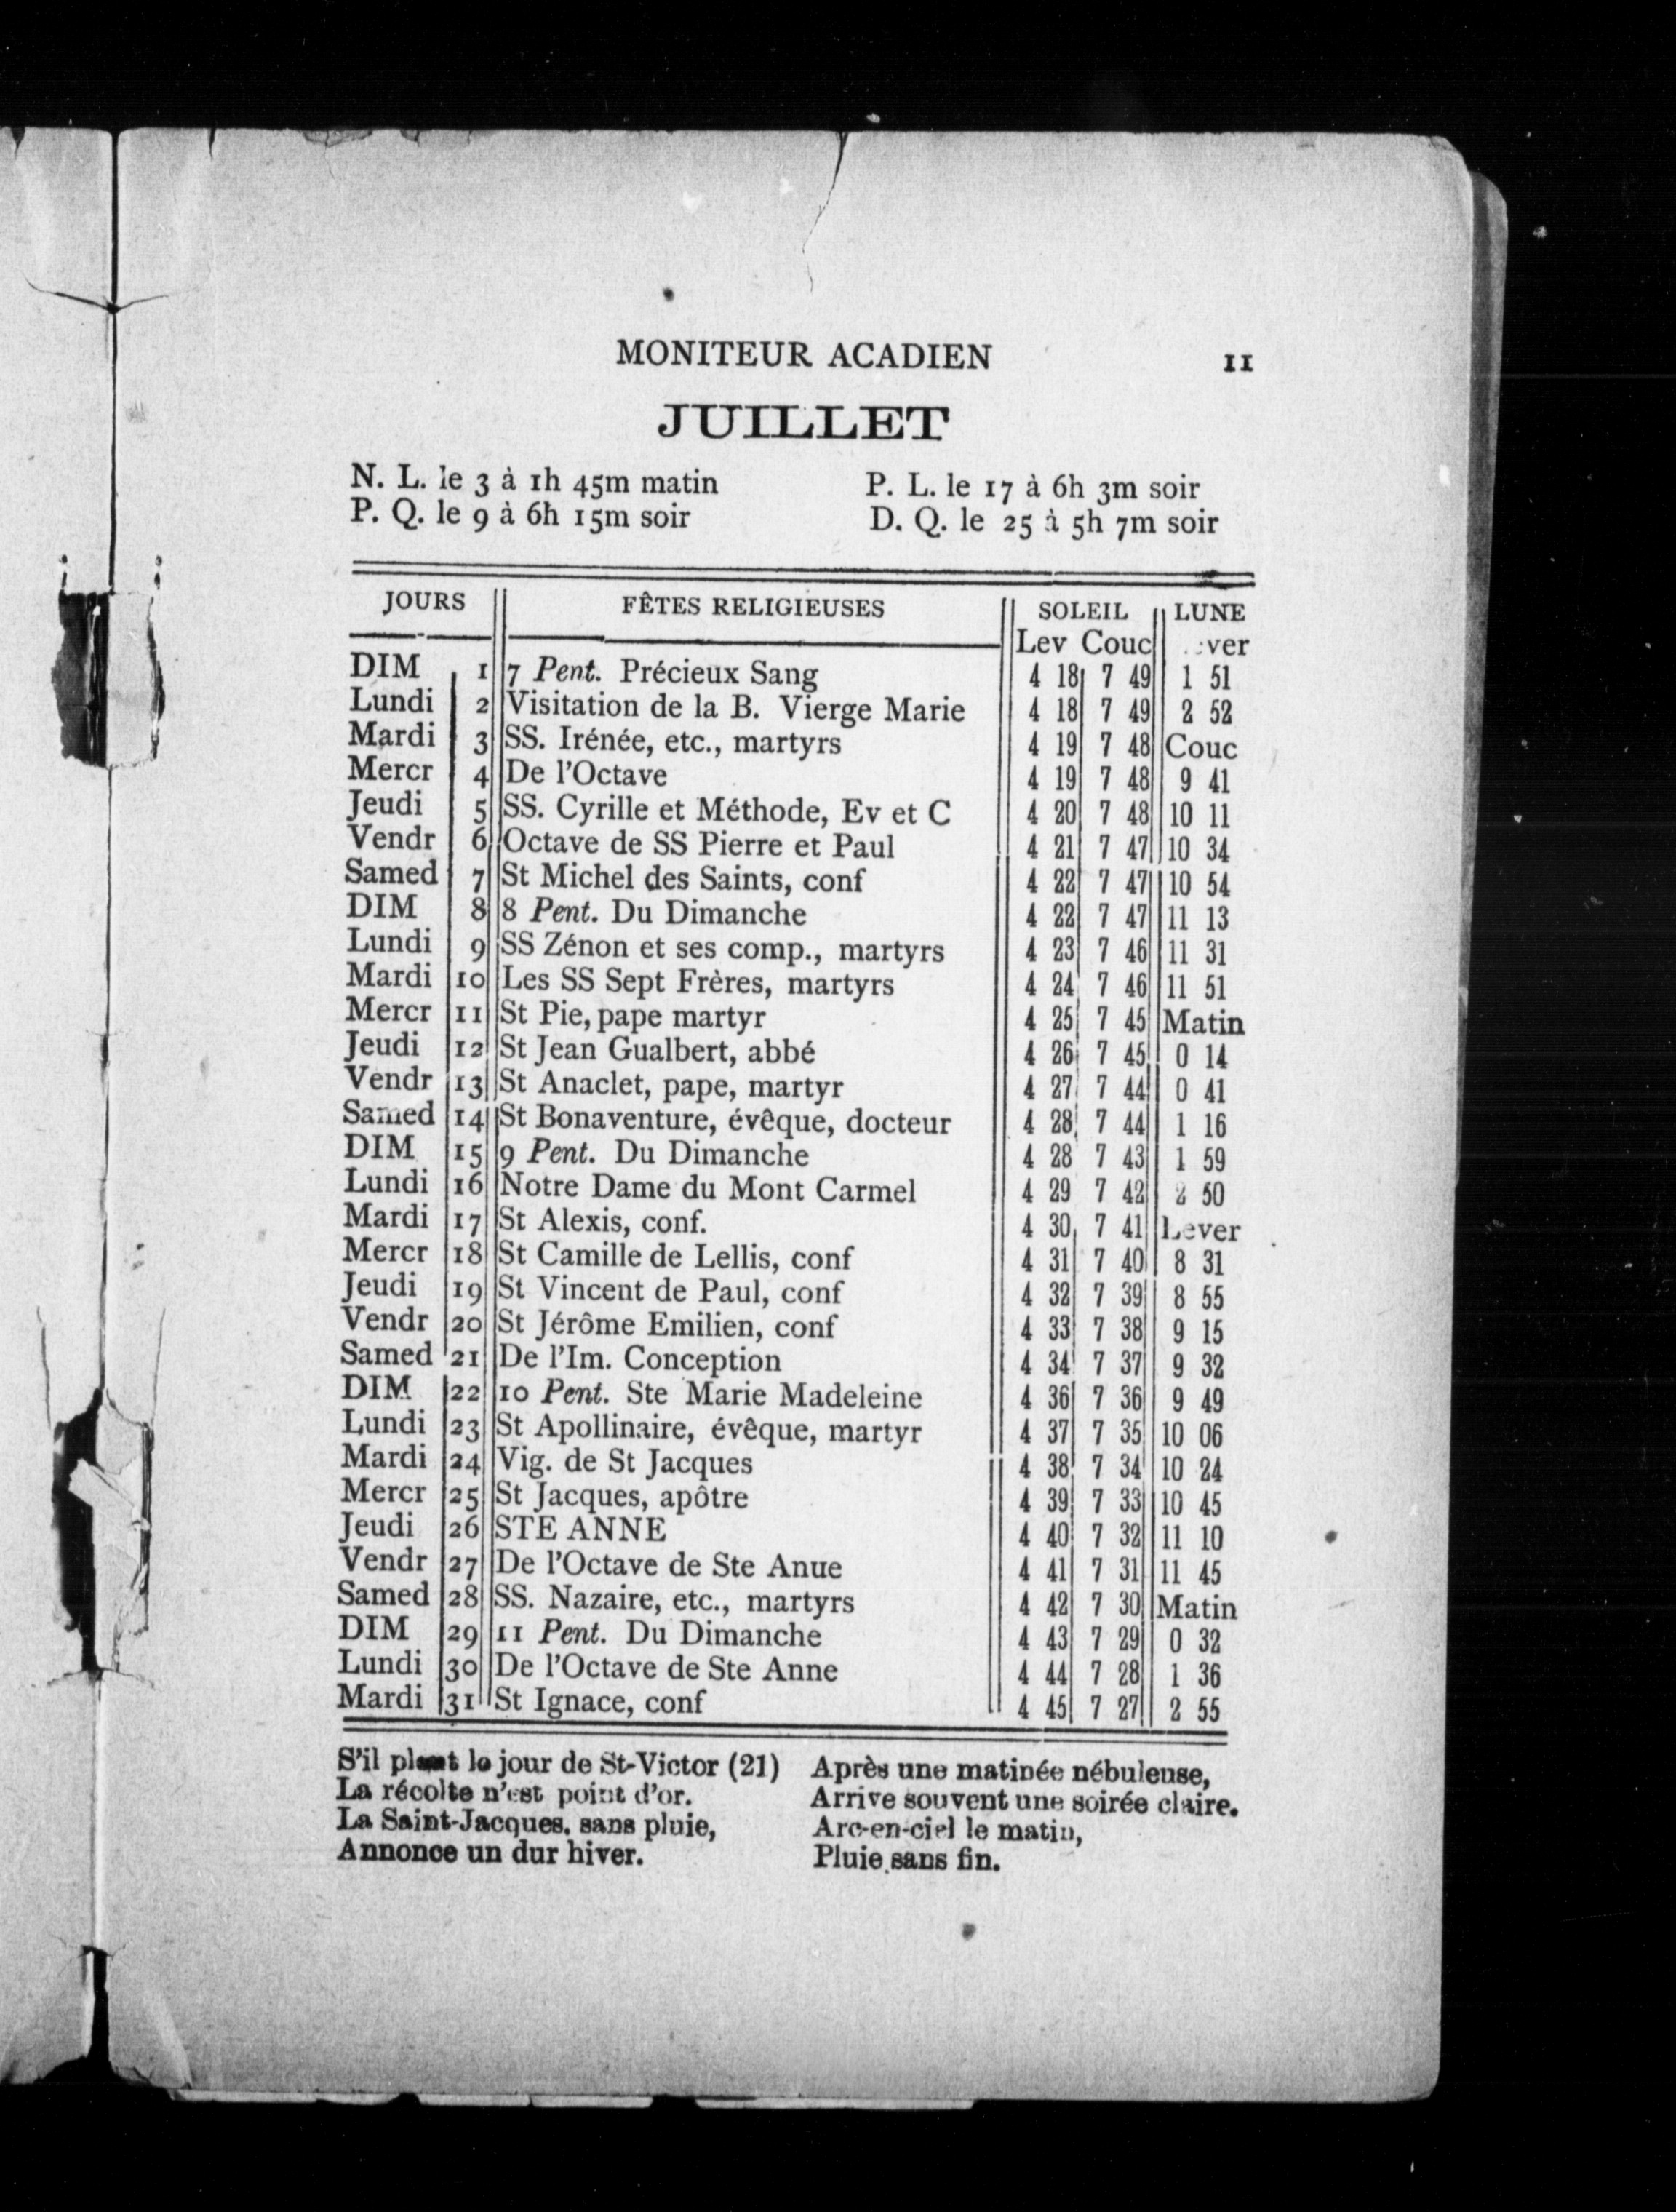 MONITEUR ACADIEN 11
JUILLET
N. L. le 3 à 1h 45m matin P. L. le 17 à 6h 3m soir
P. Q. le 9 à 6h 15m soir D. Q. le 25 à 5h 7m soir
JOURS FÊTES RELIGIEUSES SOLEIL LUNE
Lev Couc ever
DIM 1 7 Pent. Précieux Sang 4 18 7 49 1 51
Lundi 2 Visitation de la B. Vierge Marie 4 18 7 49 2 52
Mardi 3 SS. Irénée, etc., martyrs 4 19 7 48 Couc
Mercr 4 De l'Octave 4 19 7 48 9 41
Jeudi 5 SS. Cyrille et Méthode, Ev et C 4 20 7 48 10 11
Vendr 6 Octave de SS Pierre et Paul 4 21 7 47 10 34
Samed 7 St Michel des Saints, conf 4 22 7 47 10 54
DIM 8 8 Pent. Du Dimanche 4 22 7 47 11 13
Lundi 9 SS Zénon et ses comp., martyrs 4 23 7 46 11 31
Mardi 10 Les SS Sept Frères, martyrs 4 24 7 46 11 51
Mercr 11 St Pie, pape martyr 4 25 7 45 Matin
Jeudi 12 St Jean Gualbert, abbé 4 26 7 45 0 14
Vendr 13 St Anaclet, pape, martyr 4 27 7 44 0 41
Samed 14 St Bonaventure, évêque, docteur 4 28 7 44 1 16
DIM 15 9 Pent. Du Dimanche 4 28 7 43 1 59
Lundi 16 Notre Dame du Mont Carmel 4 29 7 42 2 50
Mardi 17 St Alexis, conf. 4 30 7 41 Lever
Mercr 18 St Camille de Lellis, conf 4 31 7 40 8 31
Jeudi 19 St Vincent de Paul, conf 4 32 7 39 8 55
Vendr 20 St Jérôme Emilien, conf 4 33 7 38 9 15
Samed 21 De l'Im. Conception 4 34 7 37 9 32
DIM 22 10 Pent. Ste Marie Madeleine 4 36 7 36 9 49
Lundi 23 St Apollinaire, évêque, martyr 4 37 7 35 10 06
Mardi 24 Vig. de St Jacques 4 38 7 34 10 24
Mercr 25 St Jacques, apôtre 4 39 7 33 10 45
Jeudi 26 STE ANNE 4 40 7 32 11 10
Vendr 27 De l'Octave de Ste Anue 4 41 7 31 11 45
Samed 28 SS. Nazaire, etc., martyrs 4 42 7 30 Matin
DIM 29 11 Pent. Du Dimanche 4 43 7 29 0 32
Lundi 30 De l'Octave de Ste Anne 4 44 7 28 1 36
Mardi 31 St Ignace, conf 4 45 7 27 2 55
S'il le jour de St-Victor (21)
La récolte n'est point d'or.
La Saint-Jacques, sans pluie,
Annonce un dur hiver.
Après une matinée nébuleuse,
Arrive souvent une soirée claire.
Arc-en-ciel le matin,
Pluie sans fin.